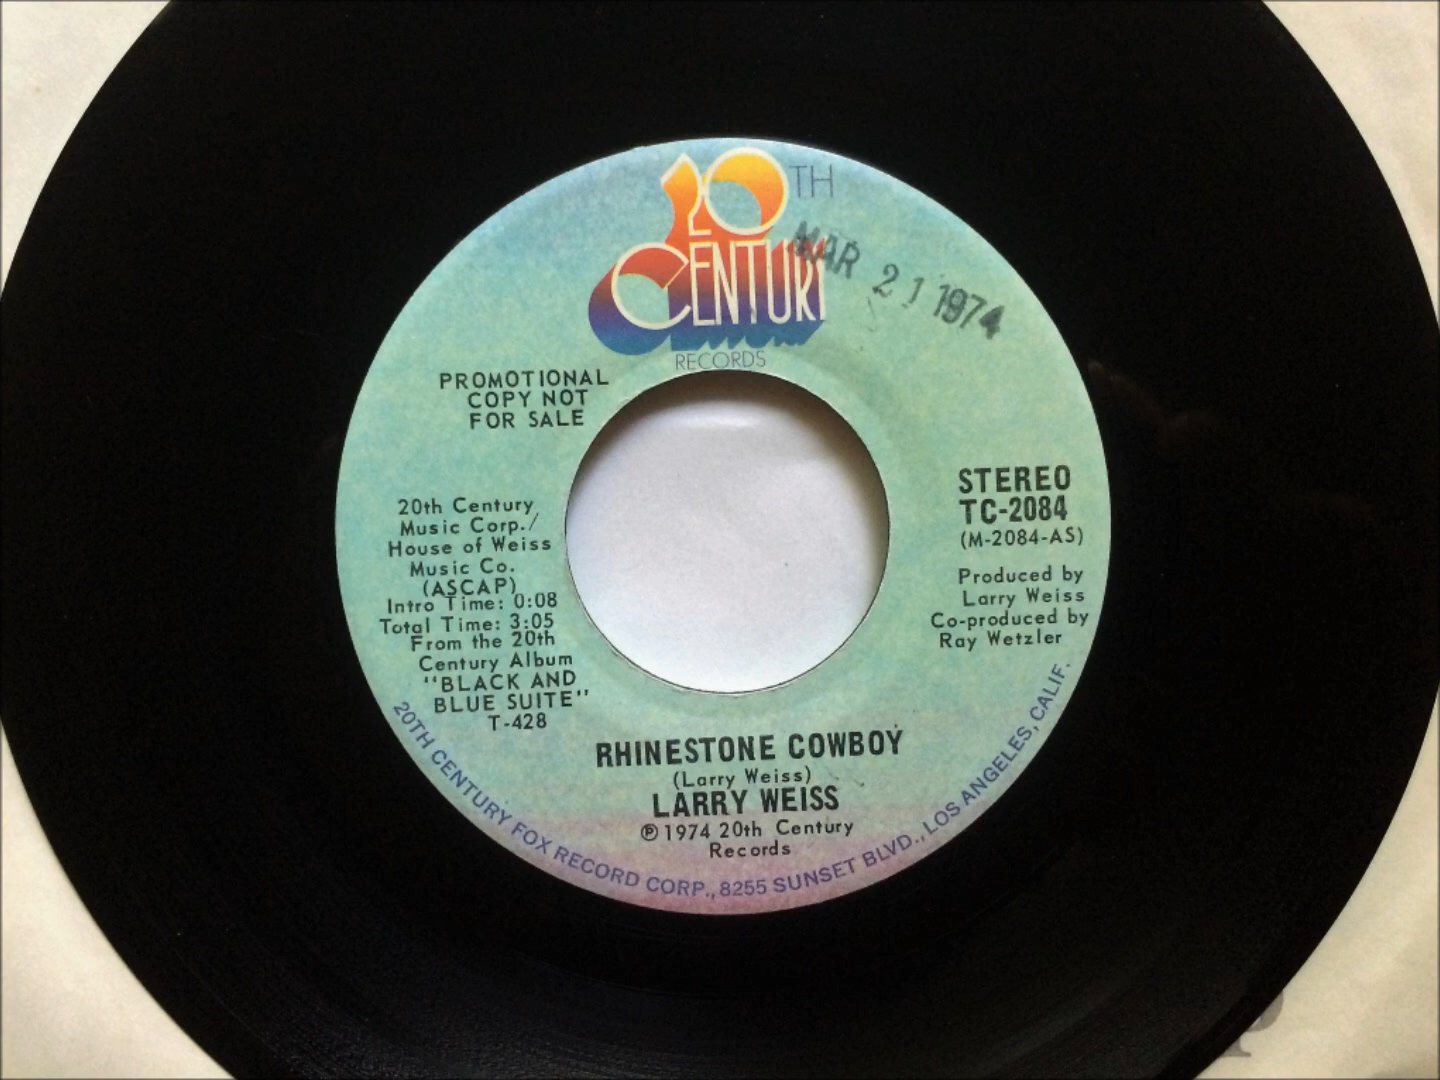 20TH
CENTURY
RECORDS
MAR 21 1974
PROMOTIONAL
COPY NOT
FOR SALE
20th Century
Music Corp./
House of Weiss
Music Co.
(ASCAP)
Intro Time: 0:08
Total Time: 3:05
From the 20th
Century Album
"BLACK AND
BLUE SUITE"
T-428
STEREO
TC-2084
(M-2084-AS)
Produced by
Larry Weiss
Co-produced by
Ray Wetzler
RHINESTONE COWBOY
(Larry Weiss)
LARRY WEISS
℗ 1974 20th Century
Records
20TH CENTURY FOX RECORD CORP., 8255 SUNSET BLVD., LOS ANGELES, CALIF.